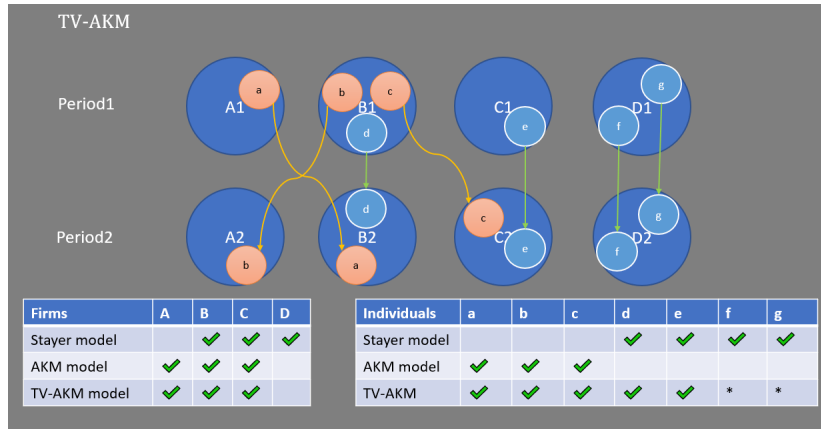 TV-AKM
Period1
A1
a
b
B1
c
d
C1
e
D1
f
g
Period2
A2
b
d
B2
a
c
C2
e
g
D2
f
Firms A B C D
Stayer model ✓ ✓ ✓
AKM model ✓ ✓ ✓
TV-AKM model ✓ ✓ ✓
Individuals a b c d e f g
Stayer model ✓ ✓ ✓ ✓
AKM model ✓ ✓ ✓
TV-AKM ✓ ✓ ✓ ✓ ✓ * *